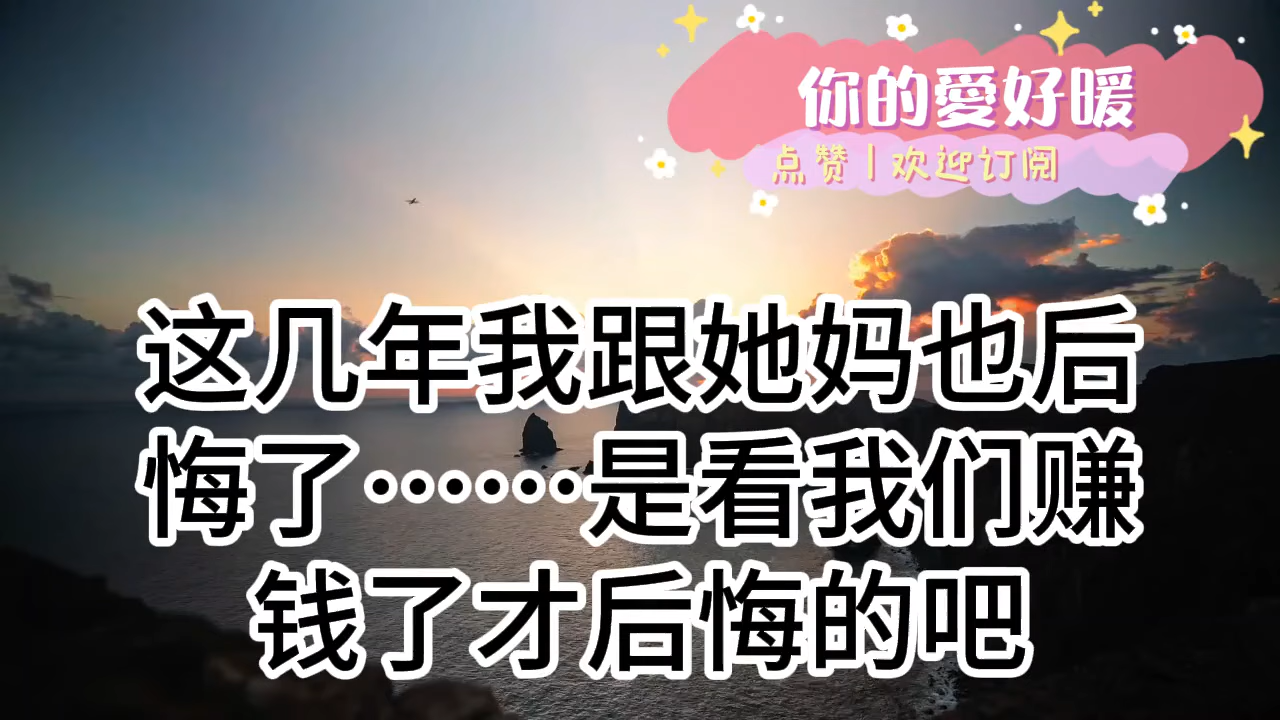 你的愛好暖
点赞 | 欢迎订阅
这几年我跟她妈也后
悔了……是看我们赚
钱了才后悔的吧